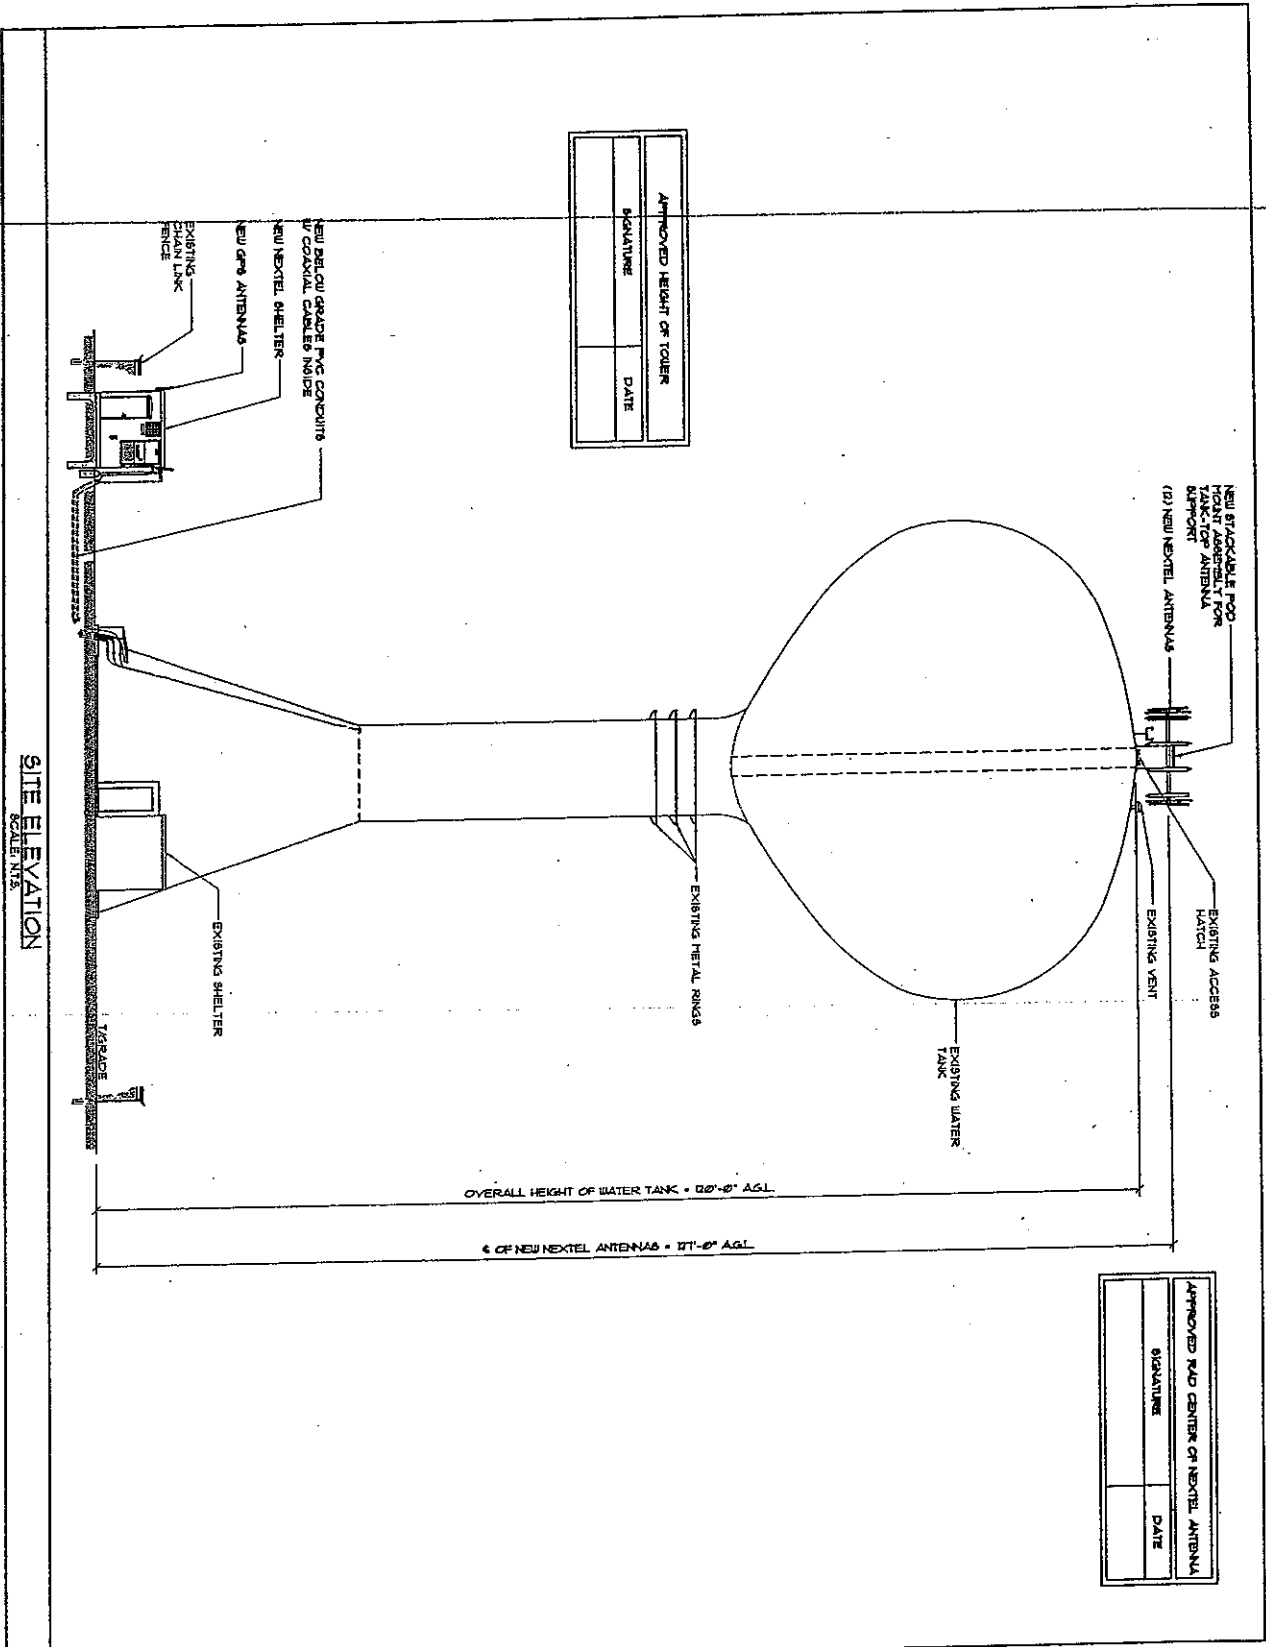 NEW STACKABLE POD
MOUNT ASSEMBLY FOR
TANK-TOP ANTENNA
SUPPORT
(12) NEW NEXTEL ANTENNAS
EXISTING ACCESS
HATCH
EXISTING VENT
APPROVED RAD CENTER OF NEXTEL ANTENNA
SIGNATURE
DATE
EXISTING WATER
TANK
APPROVED HEIGHT OF TOWER
SIGNATURE
DATE
EXISTING METAL RINGS
OVERALL HEIGHT OF WATER TANK = 120'-0" A.G.L.
℄ OF NEW NEXTEL ANTENNAS = 127'-0" A.G.L.
NEW BELOW GRADE PVC CONDUITS
W/ COAXIAL CABLES INSIDE
NEW NEXTEL SHELTER
NEW GPS ANTENNAS
EXISTING
CHAIN LINK
FENCE
EXISTING SHELTER
T/GRADE
SITE ELEVATION
SCALE: N.T.S.